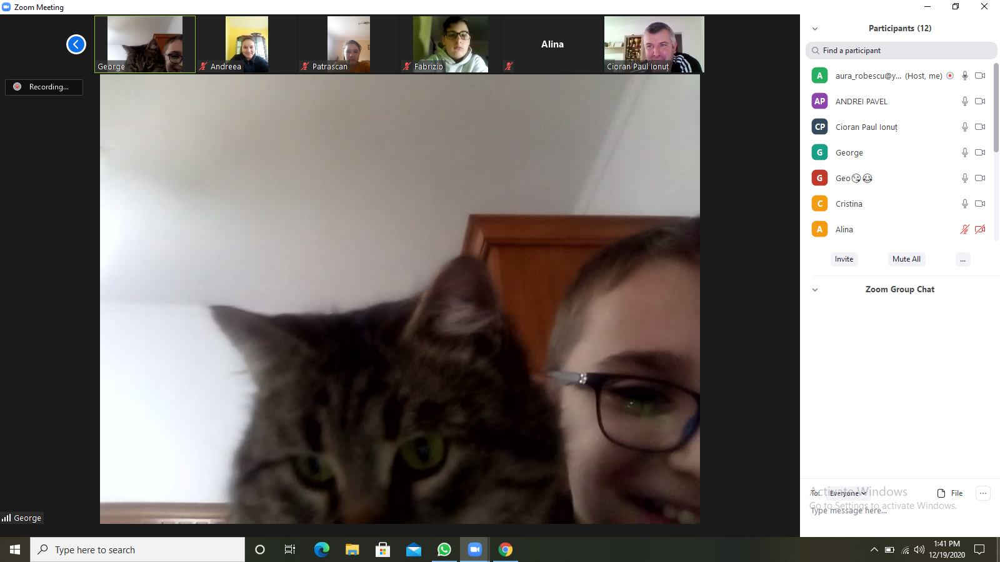 Zoom Meeting
George
Andreea
Patrascan
Fabrizio
Alina
Cioran Paul Ionuț
Recording...
George
Participants (12)
Find a participant
A aura_robescu@y... (Host, me)
AP ANDREI PAVEL
CP Cioran Paul Ionuț
G George
G Geo😘😂
C Cristina
A Alina
Invite Mute All ...
Zoom Group Chat
Activate Windows
To: Everyone File ...
Go to Settings to activate Windows.
Type message here...
Type here to search
1:41 PM
12/19/2020